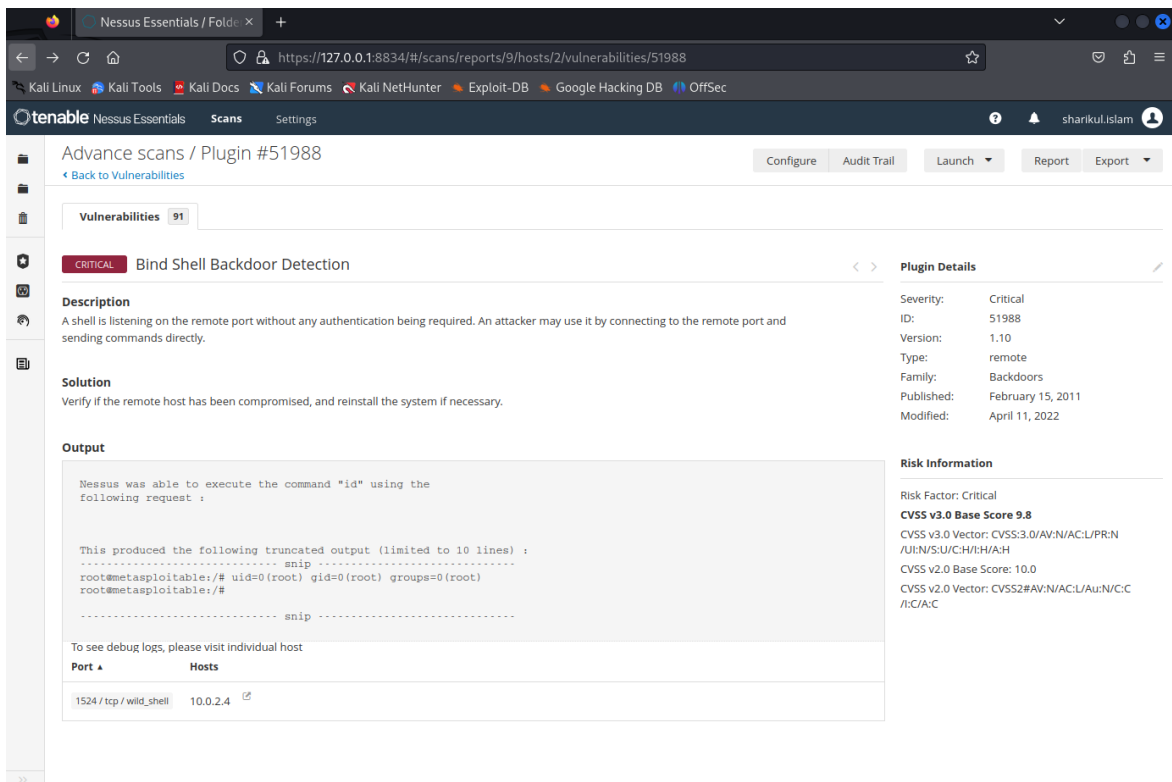 Nessus Essentials / Folde
https://127.0.0.1:8834/#/scans/reports/9/hosts/2/vulnerabilities/51988
Kali Linux Kali Tools Kali Docs Kali Forums Kali NetHunter Exploit-DB Google Hacking DB OffSec
tenable Nessus Essentials Scans Settings sharikul.islam
Advance scans / Plugin #51988
Configure Audit Trail Launch Report Export
Back to Vulnerabilities
Vulnerabilities 91
CRITICAL Bind Shell Backdoor Detection
Description
A shell is listening on the remote port without any authentication being required. An attacker may use it by connecting to the remote port and
sending commands directly.
Solution
Verify if the remote host has been compromised, and reinstall the system if necessary.
Output
Nessus was able to execute the command "id" using the
following request :
This produced the following truncated output (limited to 10 lines) :
------------------------------ snip ------------------------------
root@metasploitable:/# uid=0(root) gid=0(root) groups=0(root)
root@metasploitable:/#
------------------------------ snip ------------------------------
To see debug logs, please visit individual host
Port Hosts
1524 / tcp / wild_shell 10.0.2.4
Plugin Details
Severity: Critical
ID: 51988
Version: 1.10
Type: remote
Family: Backdoors
Published: February 15, 2011
Modified: April 11, 2022
Risk Information
Risk Factor: Critical
CVSS v3.0 Base Score 9.8
CVSS v3.0 Vector: CVSS:3.0/AV:N/AC:L/PR:N
/UI:N/S:U/C:H/I:H/A:H
CVSS v2.0 Base Score: 10.0
CVSS v2.0 Vector: CVSS2#AV:N/AC:L/Au:N/C:C
/I:C/A:C